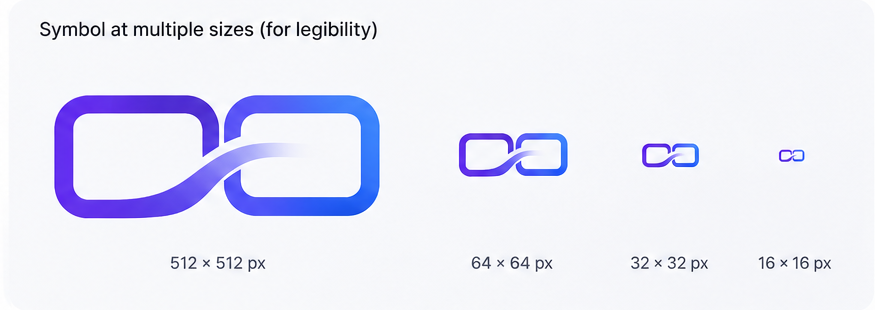 Symbol at multiple sizes (for legibility)
512 × 512 px
64 × 64 px
32 × 32 px
16 × 16 px